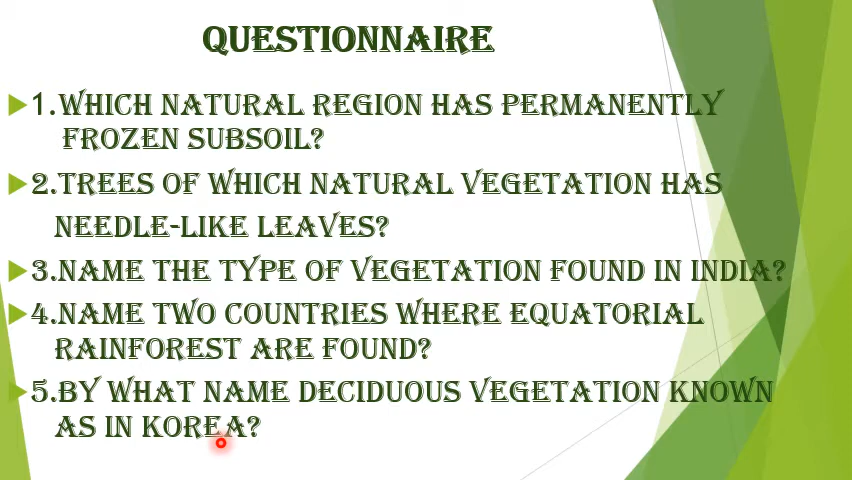 QUESTIONNAIRE
1.WHICH NATURAL REGION HAS PERMANENTLY
FROZEN SUBSOIL?
2.TREES OF WHICH NATURAL VEGETATION HAS
NEEDLE-LIKE LEAVES?
3.NAME THE TYPE OF VEGETATION FOUND IN INDIA?
4.NAME TWO COUNTRIES WHERE EQUATORIAL
RAINFOREST ARE FOUND?
5.BY WHAT NAME DECIDUOUS VEGETATION KNOWN
AS IN KOREA?